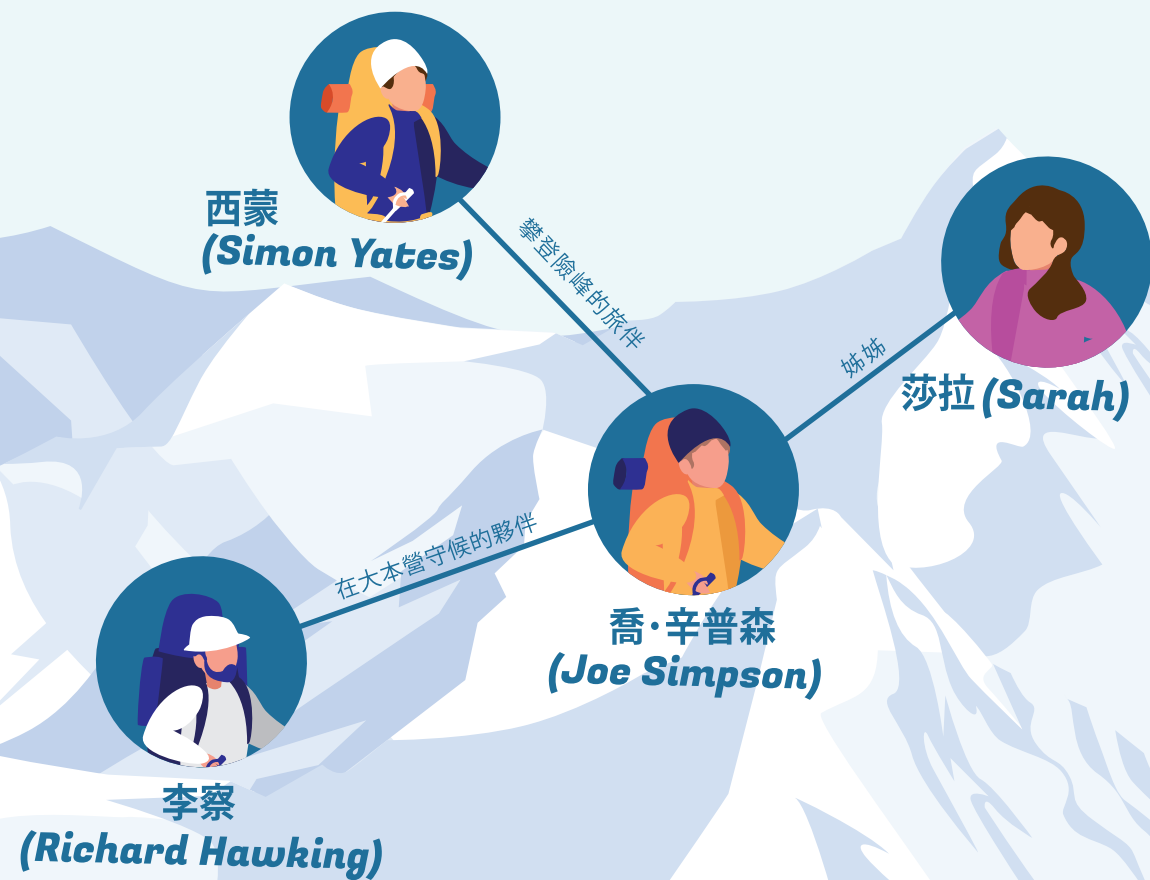 西蒙
(Simon Yates)
攀登險峰的旅伴
姊姊
莎拉 (Sarah)
在大本營守候的夥伴
喬·辛普森
(Joe Simpson)
李察
(Richard Hawking)